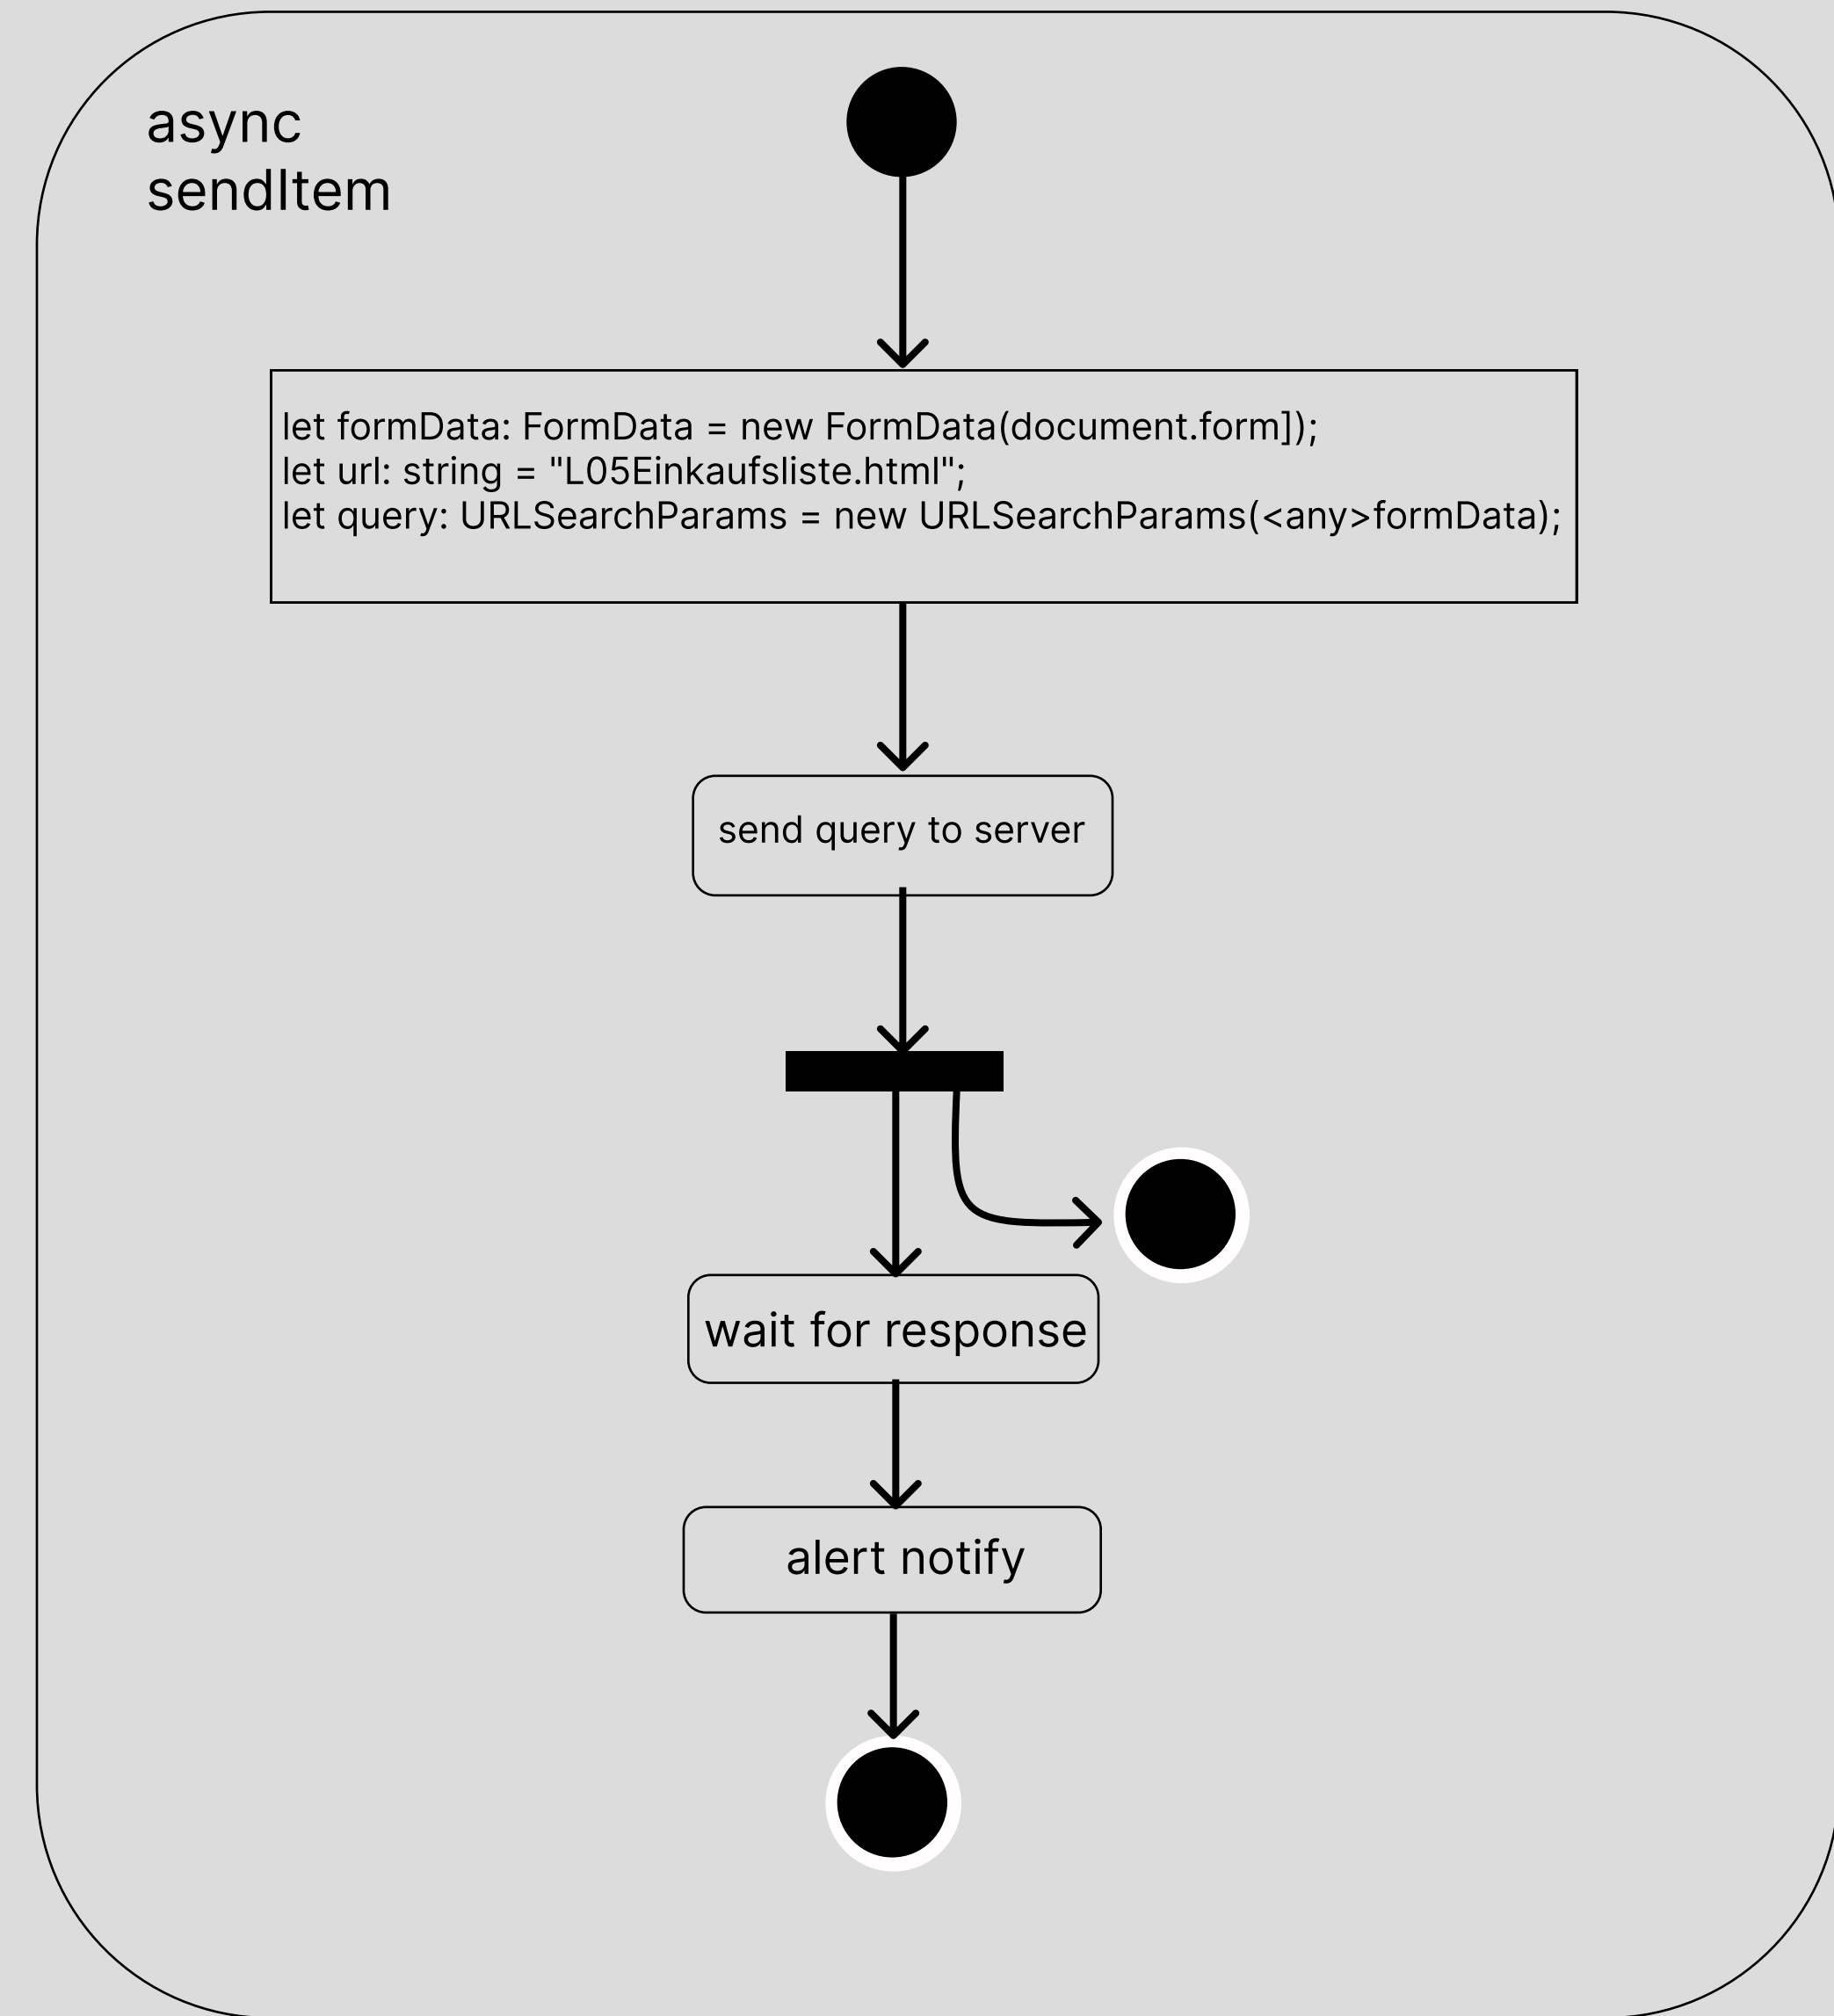 async
sendItem
let formData: FormData = new FormData(document.form]);
let url: string = "L05Einkaufsliste.html";
let query: URLSearchParams = new URLSearchParams(<any>formData);
send query to server
wait for response
alert notify